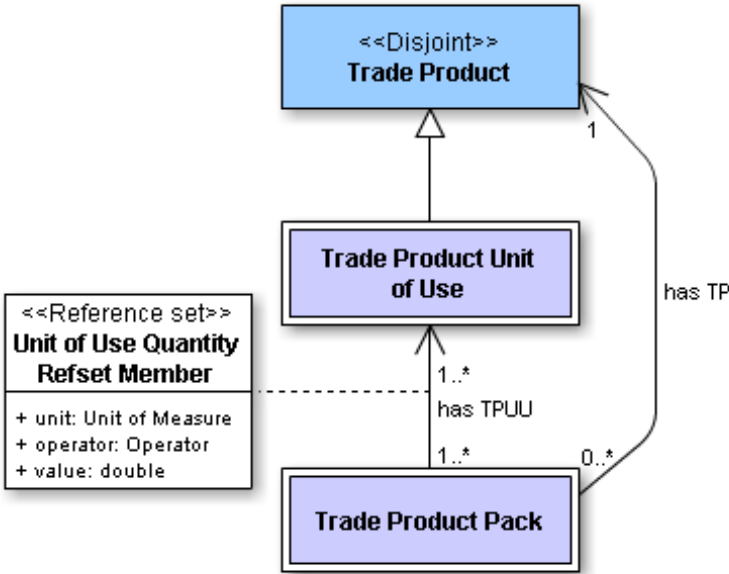 <<Disjoint>>
Trade Product
1
Trade Product Unit
of Use
has TP
<<Reference set>>
Unit of Use Quantity
Refset Member
+ unit: Unit of Measure
+ operator: Operator
+ value: double
1..*
has TPUU
1..*
0..*
Trade Product Pack